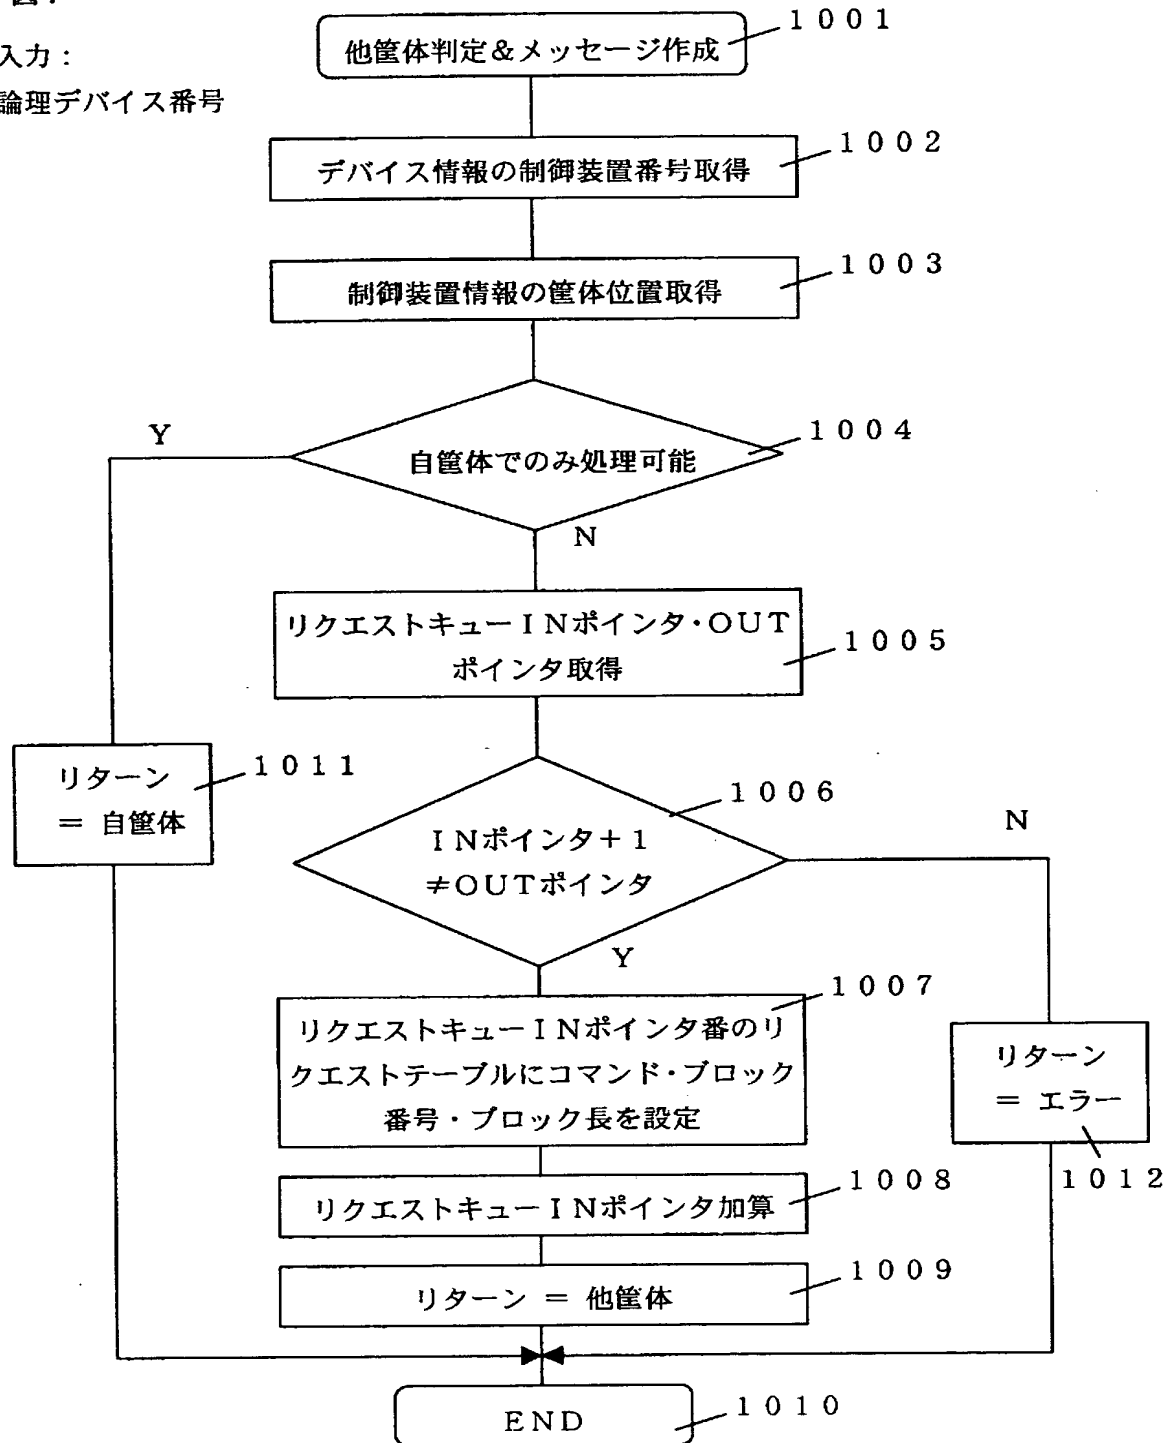 入力：
論理デバイス番号
他筐体判定＆メッセージ作成
1001
デバイス情報の制御装置番号取得
1002
制御装置情報の筐体位置取得
1003
自筐体でのみ処理可能
1004
Y
N
リクエストキューＩＮポインタ・ＯＵＴ
ポインタ取得
1005
リターン
＝ 自筐体
1011
ＩＮポインタ＋１
≠ＯＵＴポインタ
1006
N
Y
リクエストキューＩＮポインタ番のリ
クエストテーブルにコマンド・ブロック
番号・ブロック長を設定
1007
リターン
＝ エラー
1012
リクエストキューＩＮポインタ加算
1008
リターン ＝ 他筐体
1009
END
1010